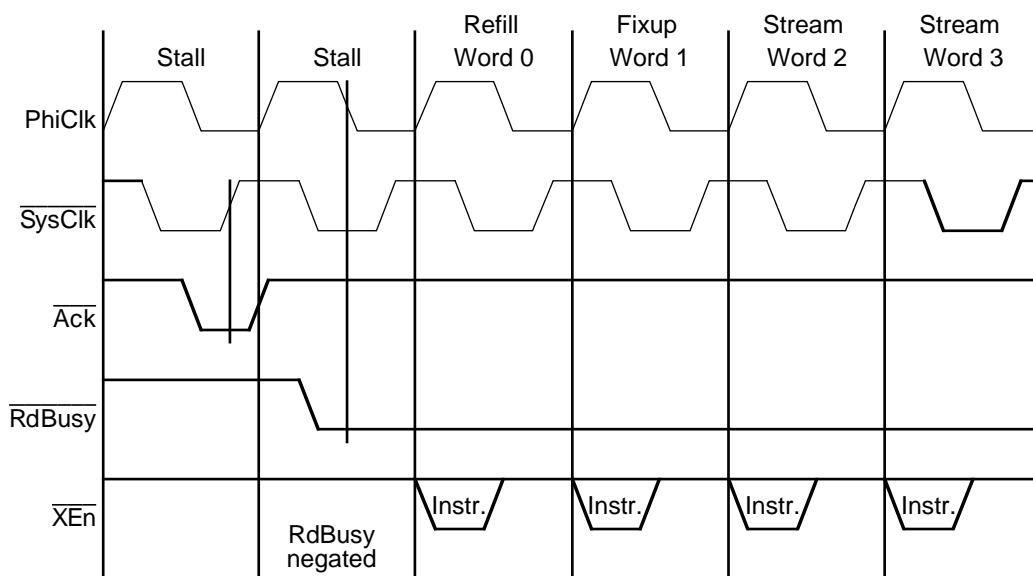 Refill Fixup Stream Stream
Stall Stall Word 0 Word 1 Word 2 Word 3
PhiClk
SysClk
Ack
RdBusy
XEn Instr. Instr. Instr. Instr.
RdBusy
negated